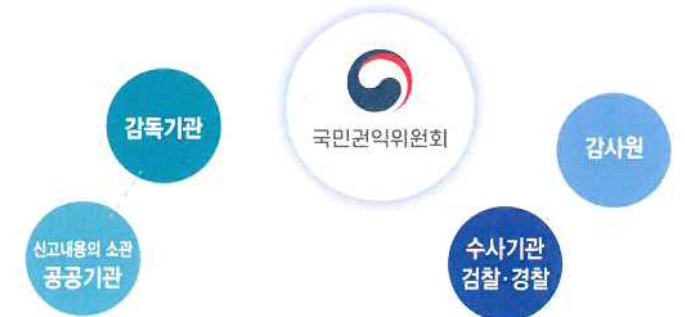 국민권익위원회
감독기관
감사원
신고내용의 소관
공공기관
수사기관
검찰·경찰